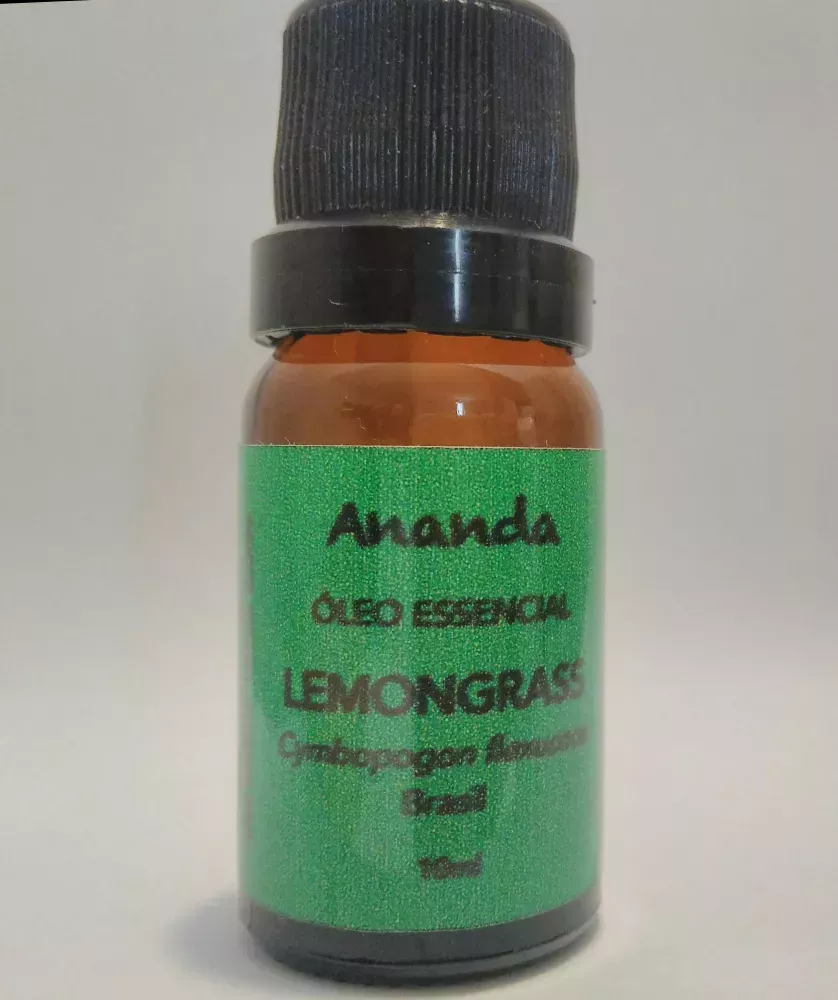 Ananda
ÓLEO ESSENCIAL
LEMONGRASS
Cymbopogon flexuosus
Brasil
10ml